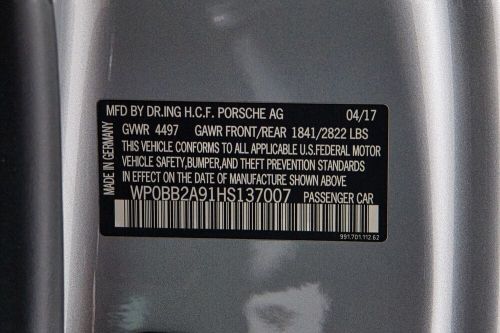 MFD BY DR.ING H.C.F. PORSCHE AG 04/17
GVWR 4497 GAWR FRONT/REAR 1841/2822 LBS
THIS VEHICLE CONFORMS TO ALL APPLICABLE U.S.FEDERAL MOTOR
VEHICLE SAFETY,BUMPER,AND THEFT PREVENTION STANDARDS
IN EFFECT ON THE DATE OF MANUFACTURE SHOWN ABOVE
WP0BB2A91HS137007 PASSENGER CAR
991.701.112.62
MADE IN GERMANY